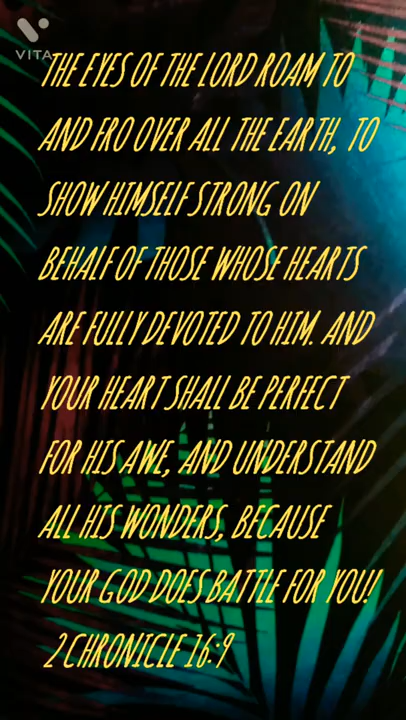 VITA
THE EYES OF THE LORD ROAM TO
AND FRO OVER ALL THE EARTH, TO
SHOW HIMSELF STRONG ON
BEHALF OF THOSE WHOSE HEARTS
ARE FULLY DEVOTED TO HIM. AND
YOUR HEART SHALL BE PERFECT
FOR HIS AWE, AND UNDERSTAND
ALL HIS WONDERS, BECAUSE
YOUR GOD DOES BATTLE FOR YOU!
2 CHRONICLE 16:9